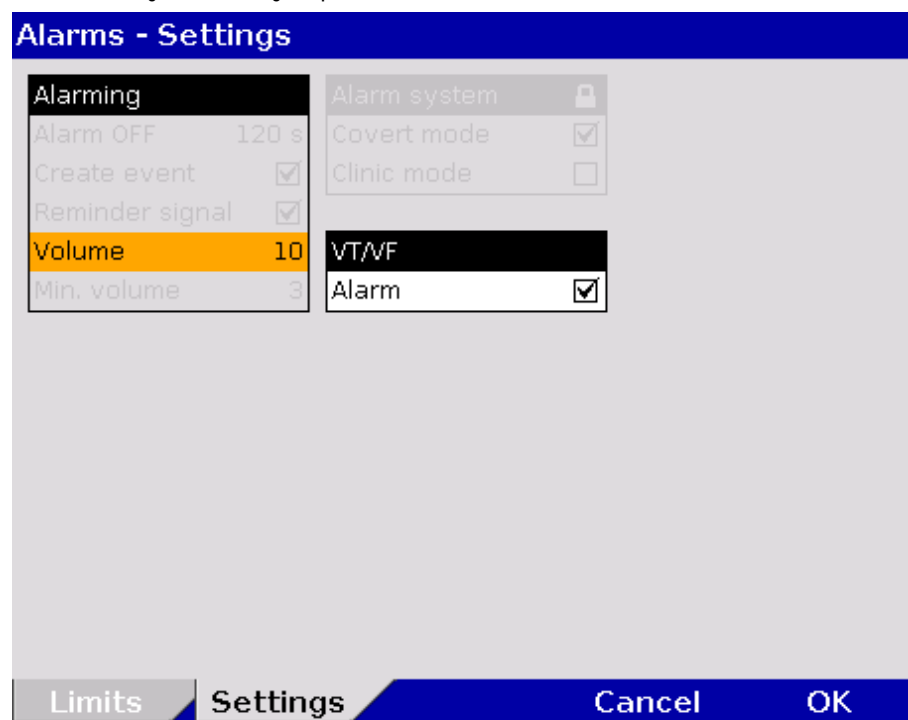 Alarms - Settings
Alarming
Alarm OFF 120 s
Create event
Reminder signal
Volume 10
Min. volume 3
Alarm system
Covert mode
Clinic mode
VT/VF
Alarm
Limits
Settings
Cancel
OK